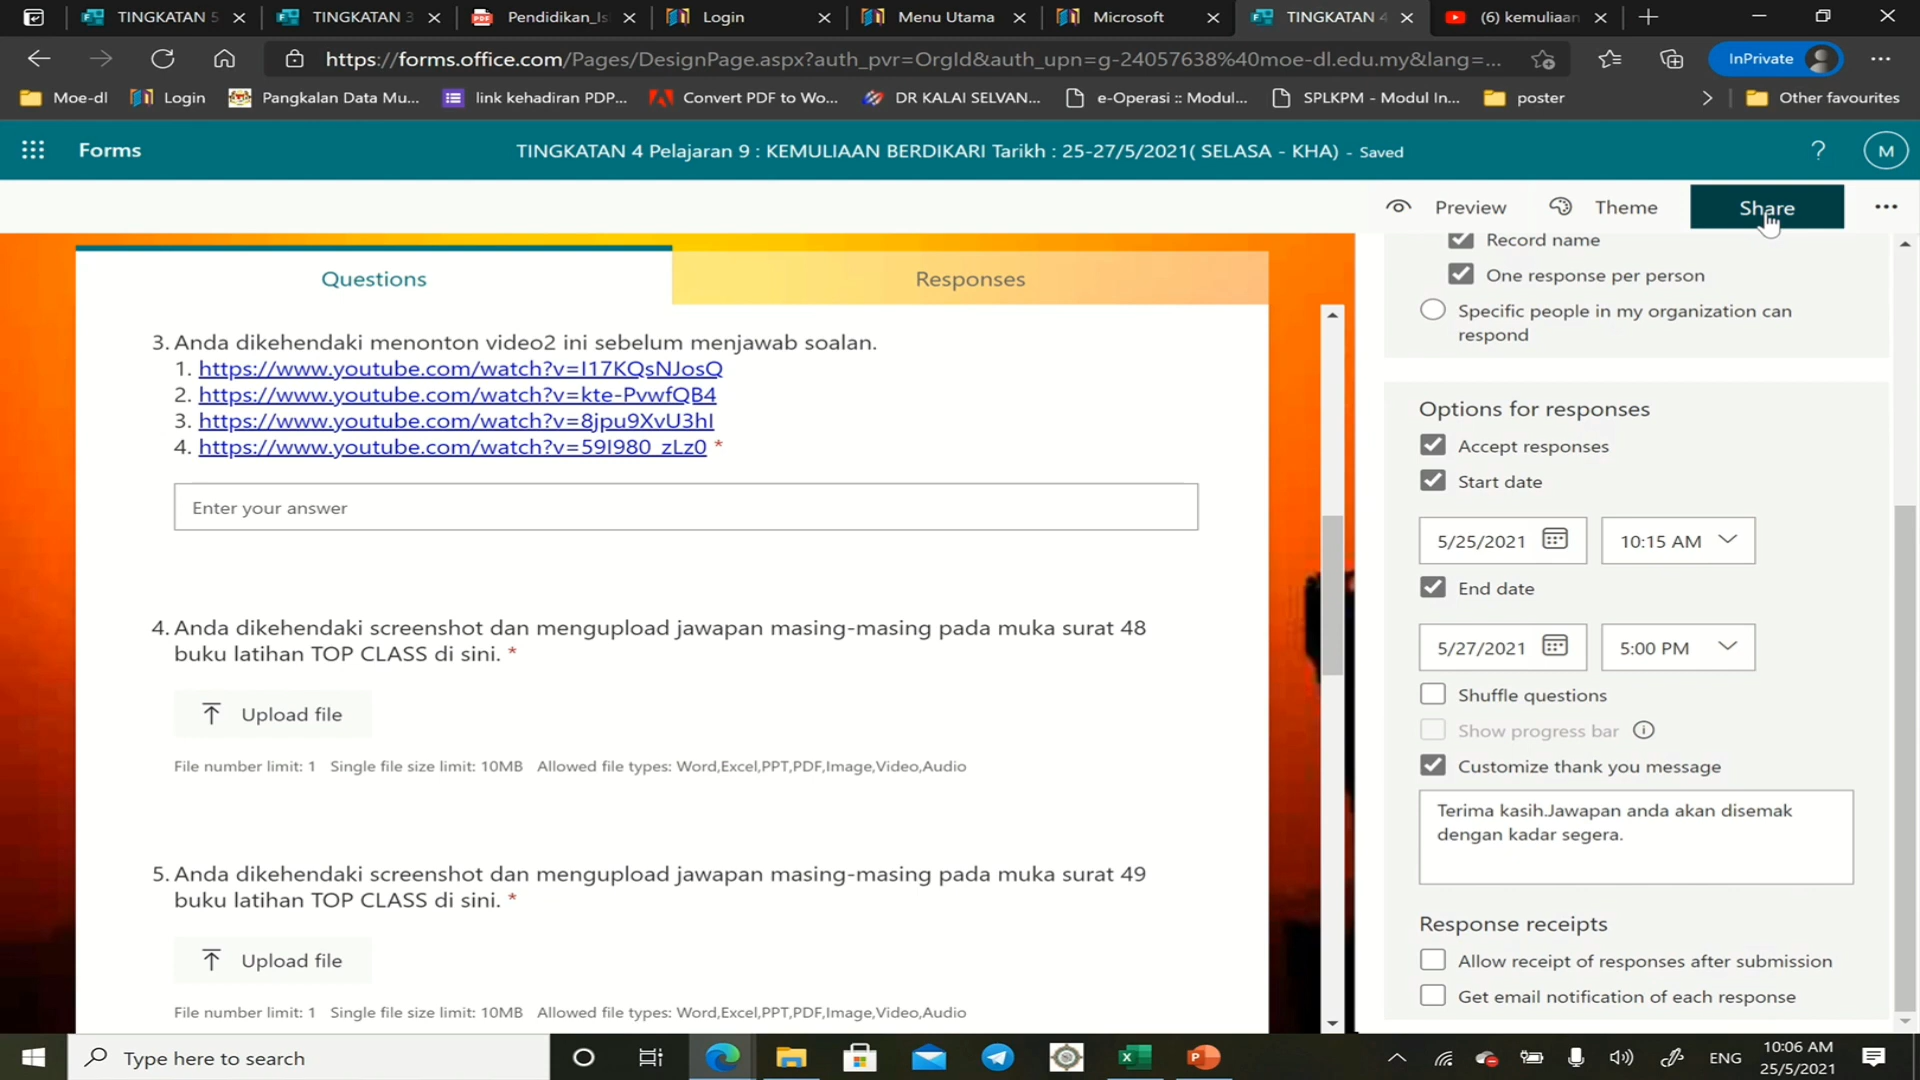 TINGKATAN 5
TINGKATAN 3
Pendidikan_Is
Login
Menu Utama
Microsoft
TINGKATAN 4
(6) kemuliaan
https://forms.office.com/Pages/DesignPage.aspx?auth_pvr=OrgId&auth_upn=g-24057638%40moe-dl.edu.my&lang=...
InPrivate
Moe-dl
Login
Pangkalan Data Mu...
link kehadiran PDP...
Convert PDF to Wo...
DR KALAI SELVAN...
e-Operasi :: Modul...
SPLKPM - Modul In...
poster
Other favourites
Forms
TINGKATAN 4 Pelajaran 9 : KEMULIAAN BERDIKARI Tarikh : 25-27/5/2021( SELASA - KHA) - Saved
?
M
Preview
Theme
Share
Questions
Responses
3. Anda dikehendaki menonton video2 ini sebelum menjawab soalan.
1. https://www.youtube.com/watch?v=I17KQsNJosQ
2. https://www.youtube.com/watch?v=kte-PvwfQB4
3. https://www.youtube.com/watch?v=8jpu9XvU3hI
4. https://www.youtube.com/watch?v=59I980_zLz0 *
Enter your answer
4. Anda dikehendaki screenshot dan mengupload jawapan masing-masing pada muka surat 48
buku latihan TOP CLASS di sini. *
Upload file
File number limit: 1 Single file size limit: 10MB Allowed file types: Word,Excel,PPT,PDF,Image,Video,Audio
5. Anda dikehendaki screenshot dan mengupload jawapan masing-masing pada muka surat 49
buku latihan TOP CLASS di sini. *
Upload file
File number limit: 1 Single file size limit: 10MB Allowed file types: Word,Excel,PPT,PDF,Image,Video,Audio
Record name
One response per person
Specific people in my organization can
respond
Options for responses
Accept responses
Start date
5/25/2021
10:15 AM
End date
5/27/2021
5:00 PM
Shuffle questions
Show progress bar
Customize thank you message
Terima kasih.Jawapan anda akan disemak
dengan kadar segera.
Response receipts
Allow receipt of responses after submission
Get email notification of each response
Type here to search
ENG
10:06 AM
25/5/2021